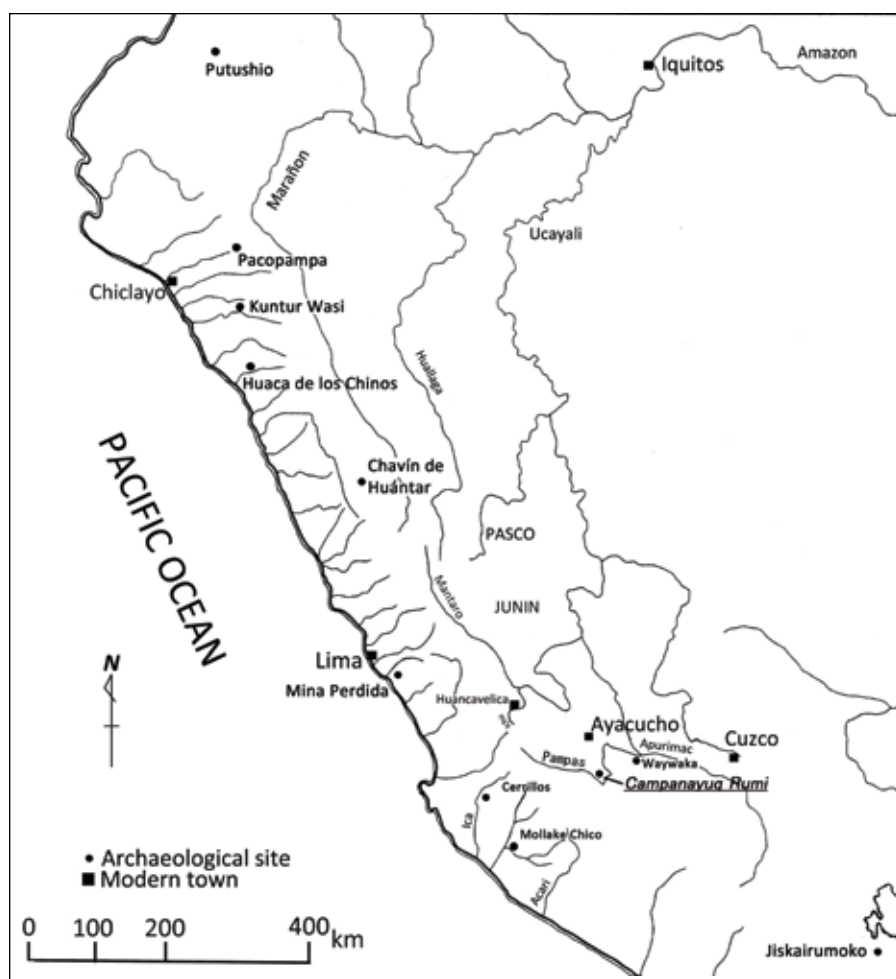 Putushio
Iquitos
Amazon
Marañon
Ucayali
Pacopampa
Chiclayo
Kuntur Wasi
Huallaga
Huaca de los Chinos
PACIFIC OCEAN
Chavín de
Huántar
PASCO
Mantaro
JUNIN
N
Lima
Mina Perdida
Huancavelica
Ayacucho
Apurimac
Cuzco
Pampas
Waywaka
Campanayuq Rumi
Cerrillos
Ica
Mollake Chico
Acari
Archaeological site
Modern town
0 100 200 400 km
Jiskairumoko